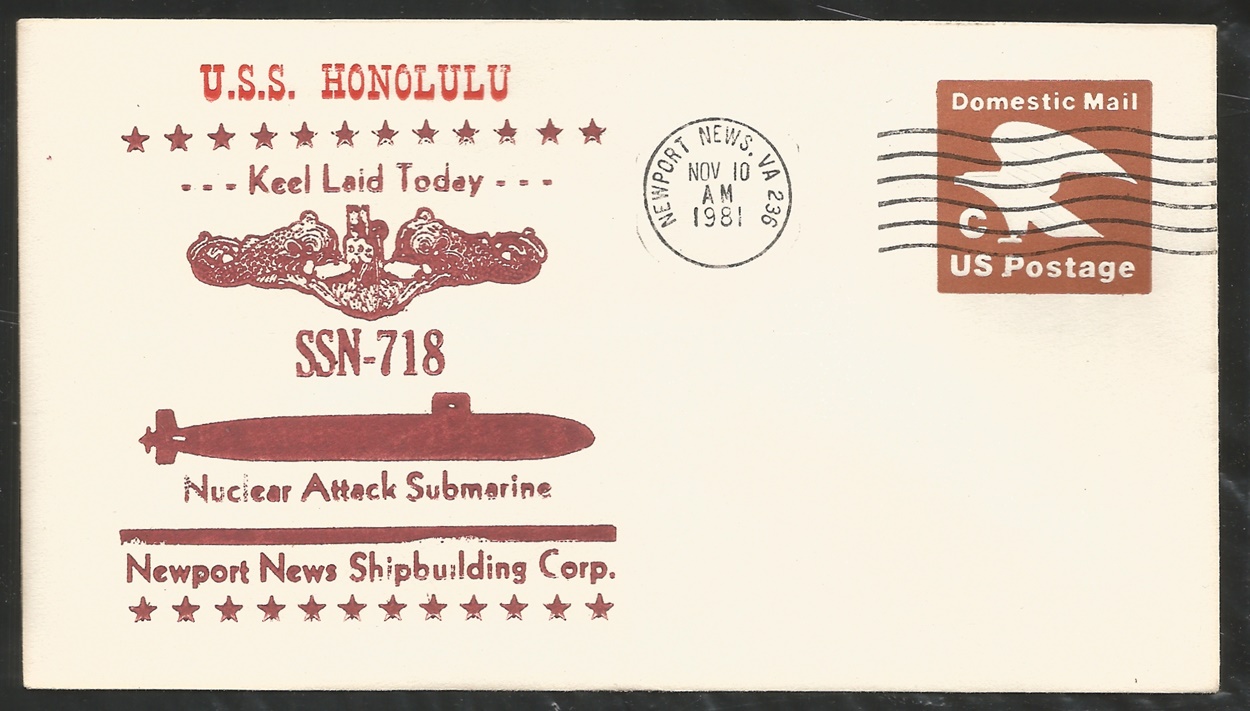 U.S.S. HONOLULU
- - - Keel Laid Today - - -
SSN-718
Nuclear Attack Submarine
Newport News Shipbuilding Corp.
NEWPORT NEWS, VA 236
NOV 10
AM
1981
Domestic Mail
C
US Postage